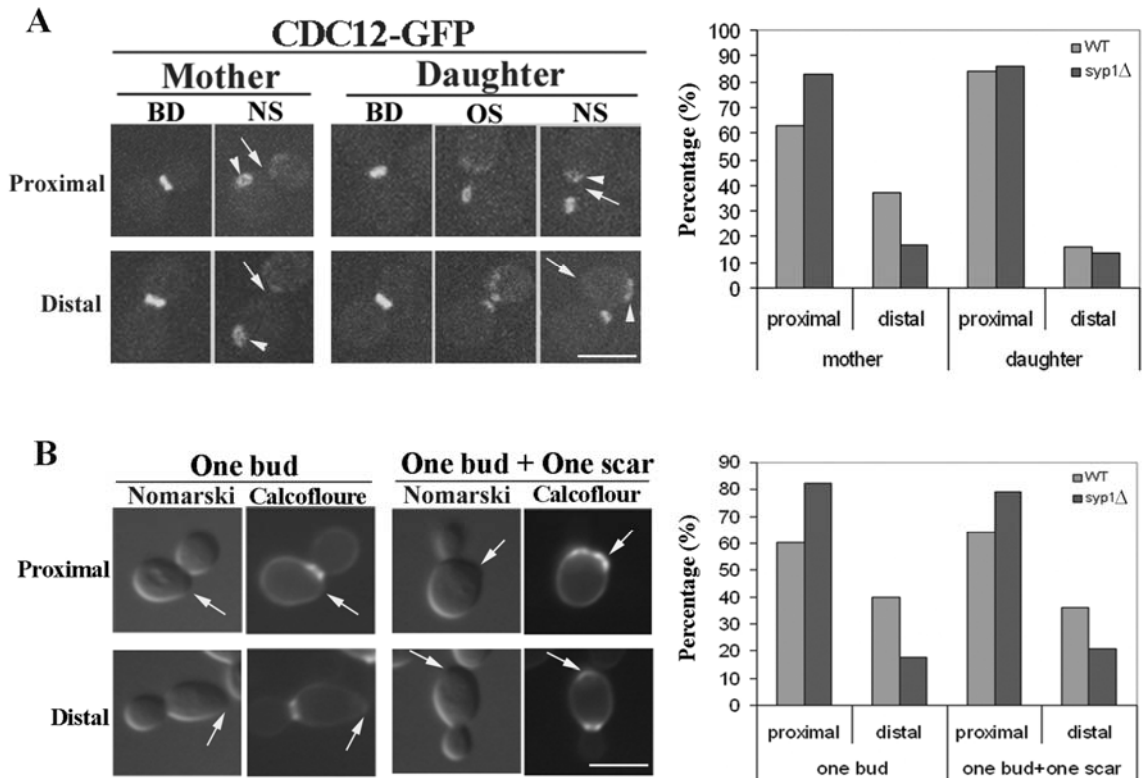 A
CDC12-GFP
Mother Daughter
BD NS BD OS NS
Proximal
Distal
Percentage (%)
100
90
80
70
60
50
40
30
20
10
0
WT
syp1Δ
proximal distal proximal distal
mother daughter
B
One bud One bud + One scar
Nomarski Calcofloure Nomarski Calcoflour
Proximal
Distal
Percentage (%)
90
80
70
60
50
40
30
20
10
0
WT
syp1Δ
proximal distal proximal distal
one bud one bud+one scar